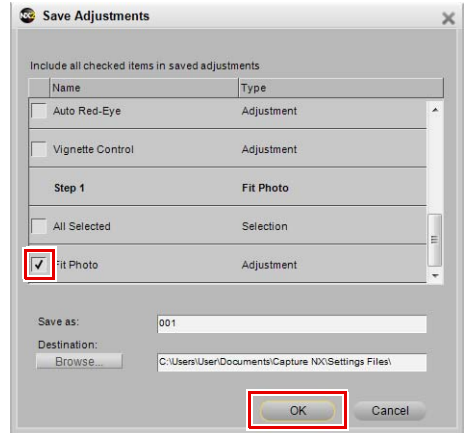 NX2 Save Adjustments
Include all checked items in saved adjustments
Name Type
Auto Red-Eye Adjustment
Vignette Control Adjustment
Step 1 Fit Photo
All Selected Selection
Fit Photo Adjustment
Save as: 001
Destination:
Browse... C:\Users\User\Documents\Capture NX\Settings Files\
OK Cancel